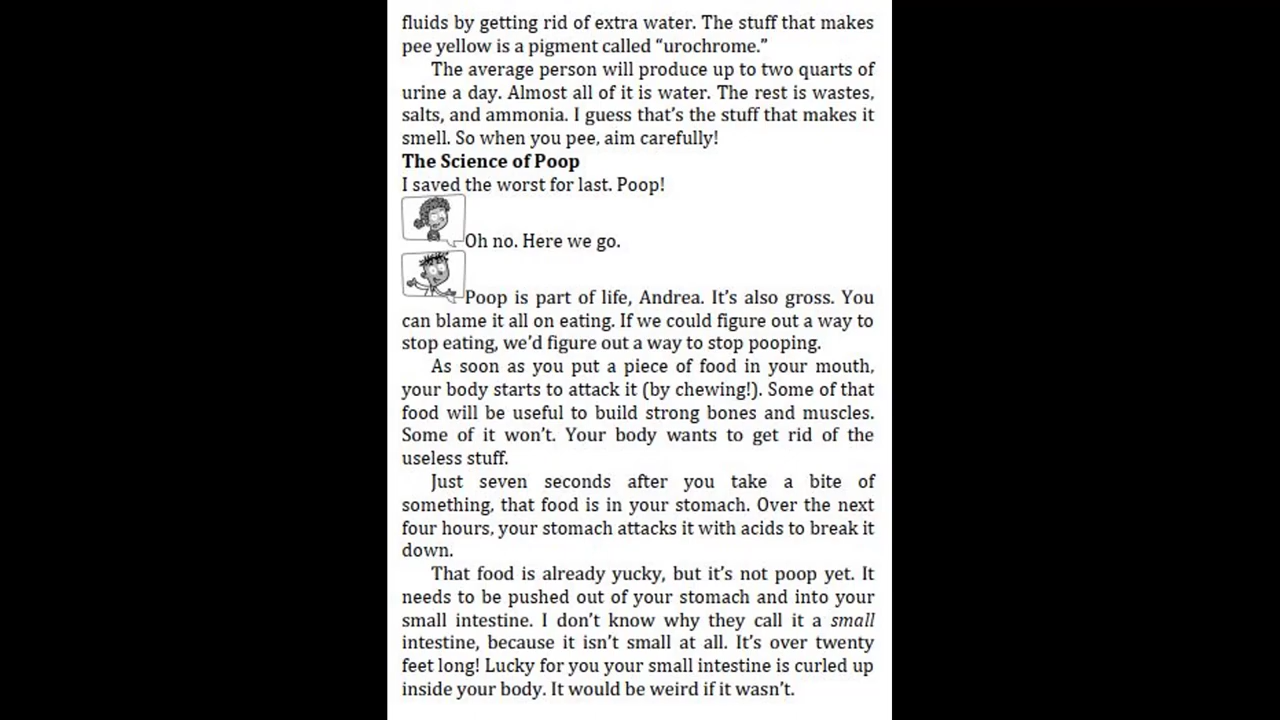 fluids by getting rid of extra water. The stuff that makes
pee yellow is a pigment called “urochrome.”
The average person will produce up to two quarts of
urine a day. Almost all of it is water. The rest is wastes,
salts, and ammonia. I guess that’s the stuff that makes it
smell. So when you pee, aim carefully!
The Science of Poop
I saved the worst for last. Poop!
Oh no. Here we go.
Poop is part of life, Andrea. It’s also gross. You
can blame it all on eating. If we could figure out a way to
stop eating, we’d figure out a way to stop pooping.
As soon as you put a piece of food in your mouth,
your body starts to attack it (by chewing!). Some of that
food will be useful to build strong bones and muscles.
Some of it won’t. Your body wants to get rid of the
useless stuff.
Just seven seconds after you take a bite of
something, that food is in your stomach. Over the next
four hours, your stomach attacks it with acids to break it
down.
That food is already yucky, but it’s not poop yet. It
needs to be pushed out of your stomach and into your
small intestine. I don’t know why they call it a small
intestine, because it isn’t small at all. It’s over twenty
feet long! Lucky for you your small intestine is curled up
inside your body. It would be weird if it wasn’t.